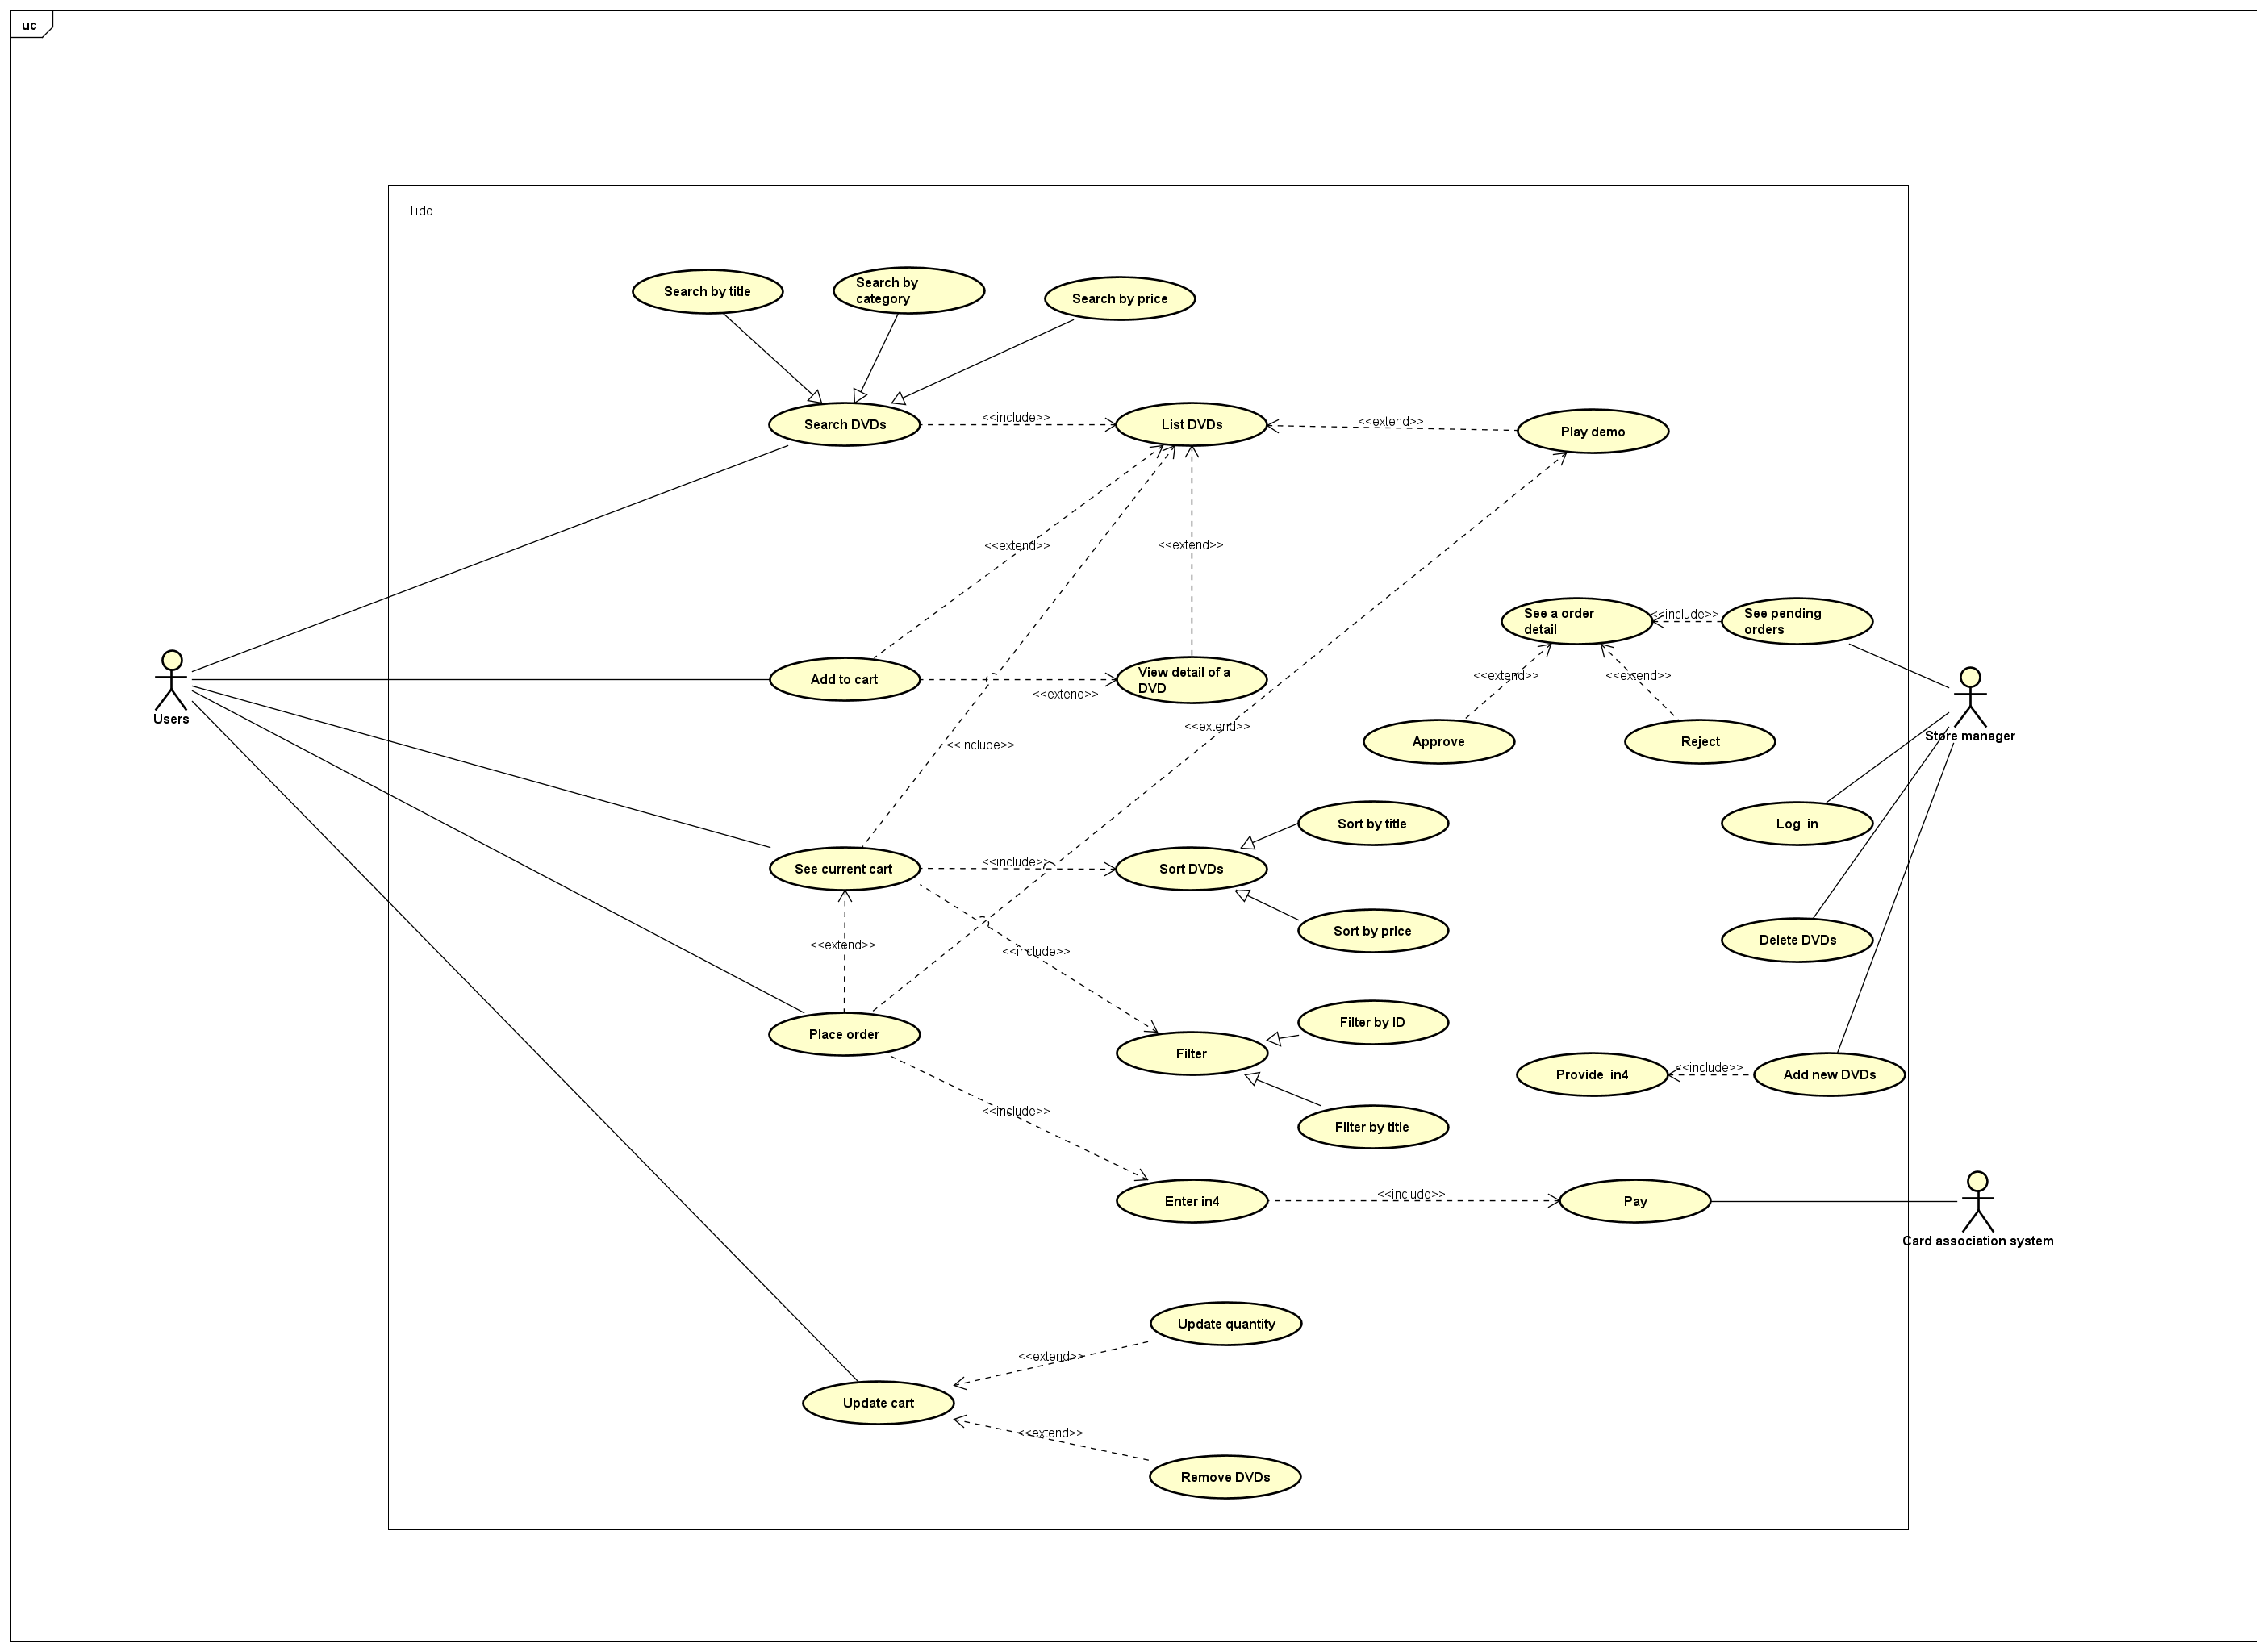 uc
Tido
Search by title
Search by
category
Search by price
Search DVDs
<<include>>
List DVDs
<<extend>>
Play demo
<<extend>>
<<extend>>
See a order
detail
<<include>>
See pending
orders
Users
Add to cart
<<extend>>
View detail of a
DVD
<<extend>>
<<extend>>
<<extend>>
Store manager
<<include>>
Approve
Reject
Sort by title
Log  in
See current cart
<<include>>
Sort DVDs
Sort by price
Delete DVDs
<<extend>>
<<include>>
Place order
Filter by ID
Filter
Provide  in4
<<include>>
Add new DVDs
<<include>>
Filter by title
Enter in4
<<include>>
Pay
Card association system
Update quantity
<<extend>>
Update cart
<<extend>>
Remove DVDs